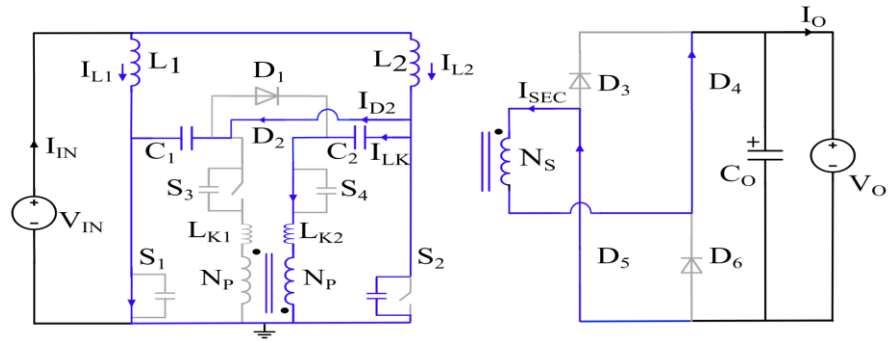 I_IN
V_IN
+
-
I_L1
L1
L2
I_L2
D1
I_D2
D2
C1
C2
I_LK
S3
S4
L_K1
L_K2
S1
N_P
N_P
S2
I_SEC
N_S
D3
D4
D5
D6
I_O
+
C_O
+
-
V_O